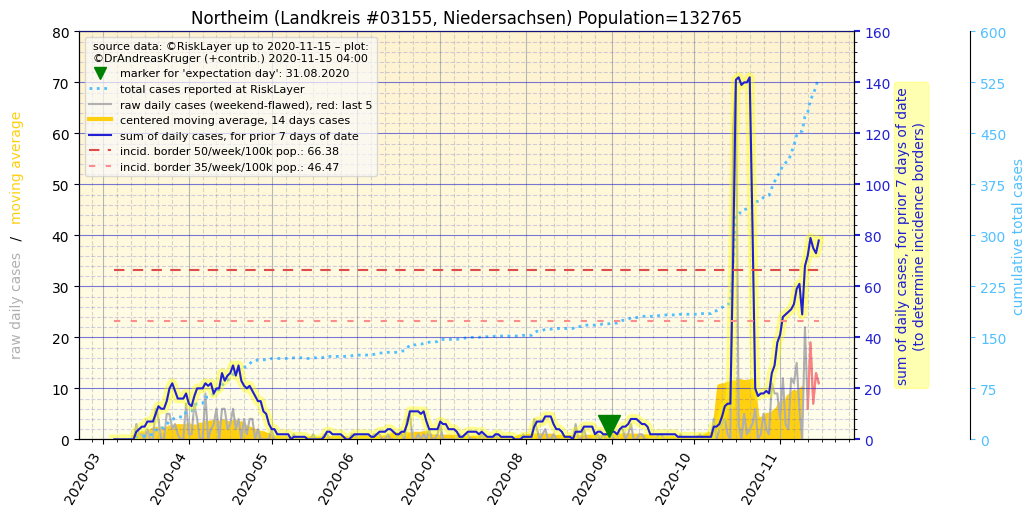 Northeim (Landkreis #03155, Niedersachsen) Population=132765
source data: ©RiskLayer up to 2020-11-15 – plot:
©DrAndreasKruger (+contrib.) 2020-11-15 04:00
marker for 'expectation day': 31.08.2020
total cases reported at RiskLayer
raw daily cases (weekend-flawed), red: last 5
centered moving average, 14 days cases
sum of daily cases, for prior 7 days of date
incid. border 50/week/100k pop.: 66.38
incid. border 35/week/100k pop.: 46.47
raw daily cases / moving average
80
70
60
50
40
30
20
10
0
160
140
120
100
80
60
40
20
0
sum of daily cases, for prior 7 days of date
(to determine incidence borders)
600
525
450
375
300
225
150
75
0
cumulative total cases
2020-03
2020-04
2020-05
2020-06
2020-07
2020-08
2020-09
2020-10
2020-11